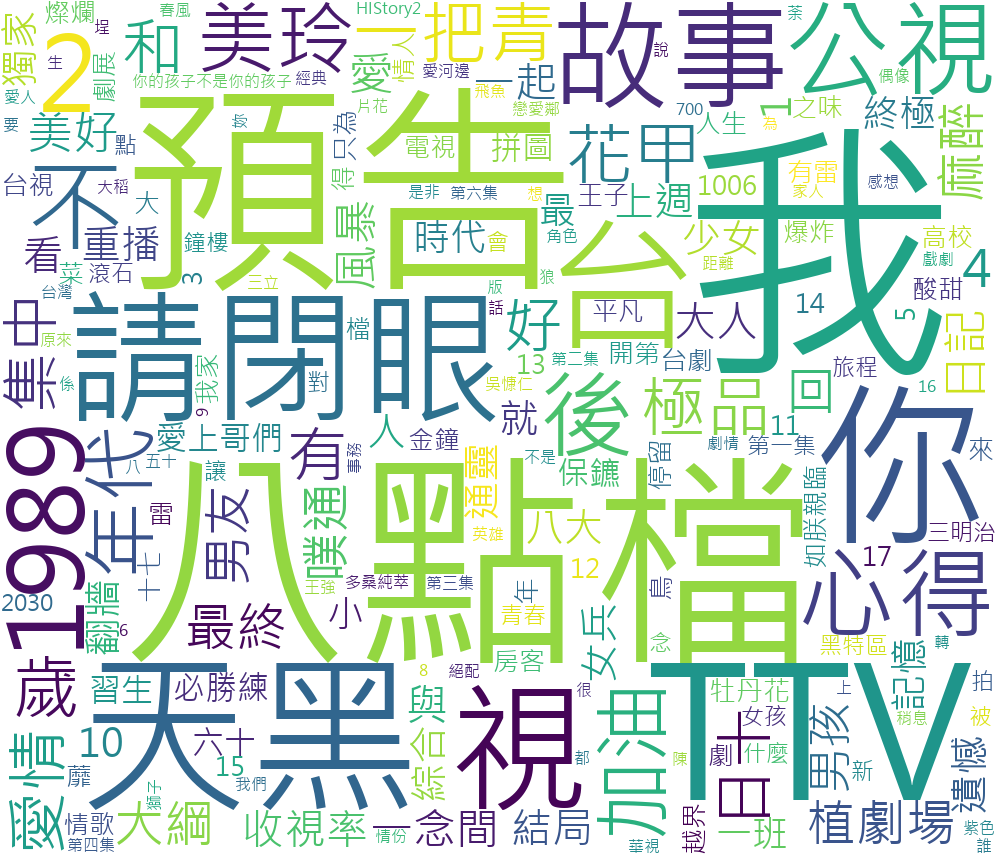 埕 春風 HIStory2
燦爛
獨家 2 和 美玲 一把青 故事 公視
茶
生 劇展 你的孩子不是你的孩子 經典 愛 情人 愛河邊 一起 說 偶像
愛人 飛魚
要 美好 點 妳 片花 戀愛鄰 700 1 之味 終極 麻醉
預告 只為 電視 拼圖 花甲 人生 為
台視 大稻 不 得 是非 第六集 想 最 王子 上週 1006 有雷 感想
大 家人
看 重播 鐘樓 風暴 時代 會 角色 台 少女 爆炸 我 高校
菜 滾石 3 三立 狼 距離 戲劇 4
台灣 版 酸甜
集中 請閉眼 檔 話 好 平凡 大人 14 5 日記
原來 第二集 開第 台劇 旅程
係 我家 對 吳慷仁 13 後 極品 回 16
1989 年代 9 愛上哥們 有 人 金鐘 就 劇情 第一集 11 你 來
八 五十 事務 不是 保鑣 停留
讓 通靈 如朕親臨
雷 男友 噗通 八點檔 英雄 八大 三明治
十七 王強 多桑純萃 第三集 年 12 鳥 心得 17
2030 翻牆 最終 小 青春
6 女兵 念 黑特區 轉
歲 習生 必勝練 8 絕配 房客 記憶
天黑 視 很 TTV 牡丹花 上 拍
愛情 10 六十 與 加油 十日 女孩 男孩 稍息 被
蘼 15 我們 綜合 都 陳 劇 什麼 新 遺憾
獨子
情歌 大綱 收視率 一念間 結局 越界 一班 植劇場 紫色
第四集 情份 華視 誰